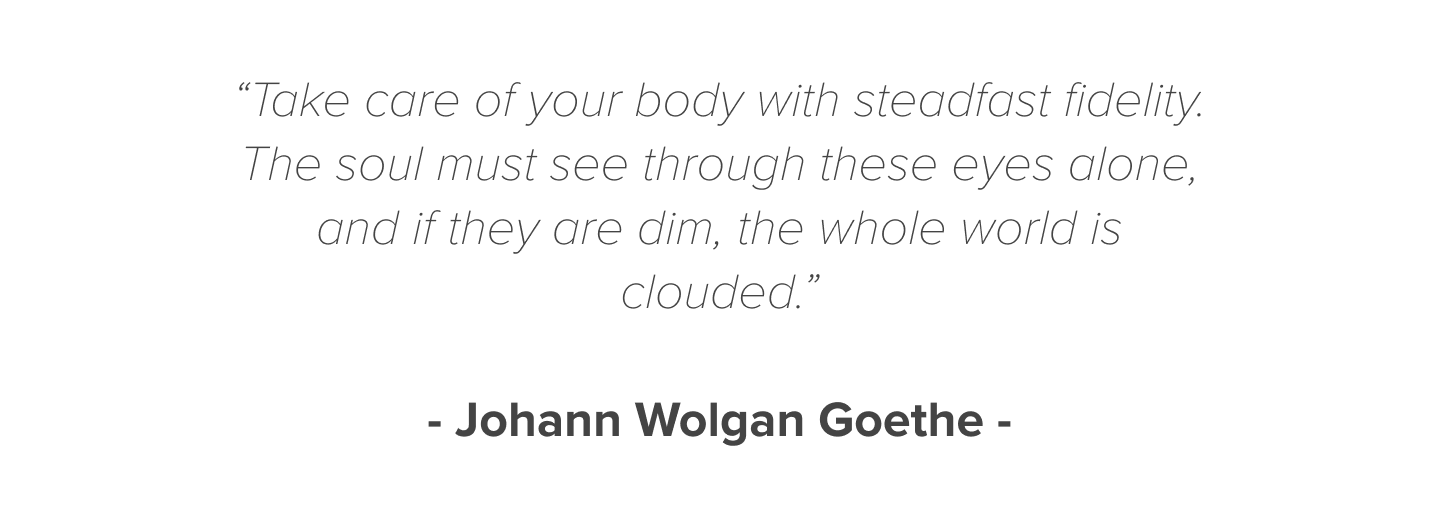 “Take care of your body with steadfast fidelity.
The soul must see through these eyes alone,
and if they are dim, the whole world is
clouded.”
- Johann Wolgan Goethe -